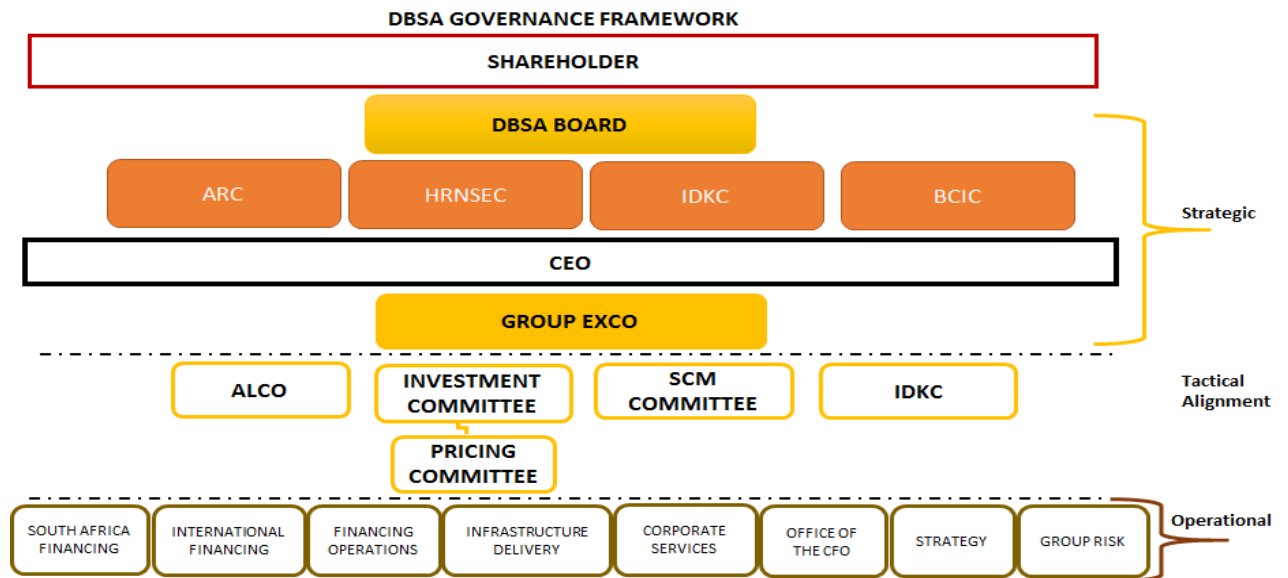 DBSA GOVERNANCE FRAMEWORK
SHAREHOLDER
DBSA BOARD
ARC
HRNSEC
IDKC
BCIC
Strategic
CEO
GROUP EXCO
ALCO
INVESTMENT
COMMITTEE
SCM
COMMITTEE
IDKC
Tactical
Alignment
PRICING
COMMITTEE
SOUTH AFRICA
FINANCING
INTERNATIONAL
FINANCING
FINANCING
OPERATIONS
INFRASTRUCTURE
DELIVERY
CORPORATE
SERVICES
OFFICE OF
THE CFO
STRATEGY
GROUP RISK
Operational